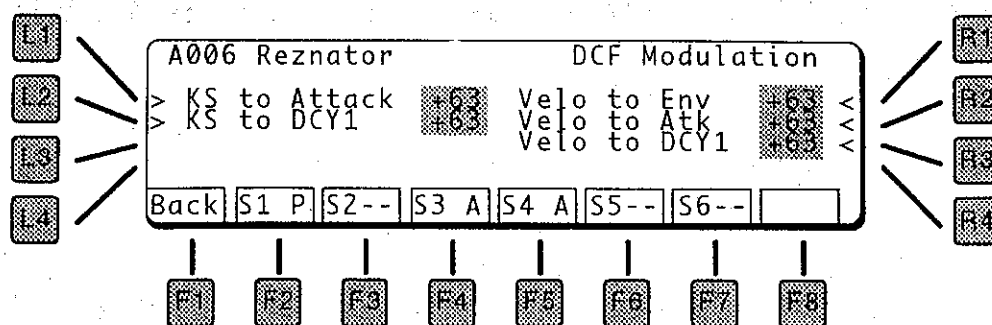 L1
L2
L3
L4
A006 Reznator DCF Modulation
> KS to Attack +63 Velo to Env +63 <
> KS to DCY1 +63 Velo to Atk +63 <
Velo to DCY1 +63 <
Back S1 P S2-- S3 A S4 A S5-- S6--
F1 F2 F3 F4 F5 F6 F7 F8
R1
R2
R3
R4